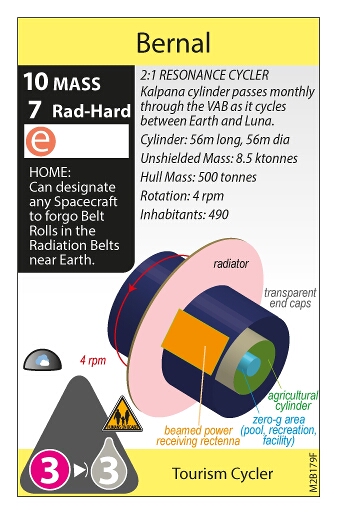 Bernal
10 MASS
7 Rad-Hard
e
HOME:
Can designate
any Spacecraft
to forgo Belt
Rolls in the
Radiation Belts
near Earth.
2:1 RESONANCE CYCLER
Kalpana cylinder passes monthly
through the VAB as it cycles
between Earth and Luna.
Cylinder: 56m long, 56m dia
Unshielded Mass: 8.5 ktonnes
Hull Mass: 500 tonnes
Rotation: 4 rpm
Inhabitants: 490
radiator
transparent
end caps
4 rpm
agricultural
cylinder
zero-g area
(pool, recreation,
facility)
beamed power
receiving rectenna
3 3
Tourism Cycler
M2B179F